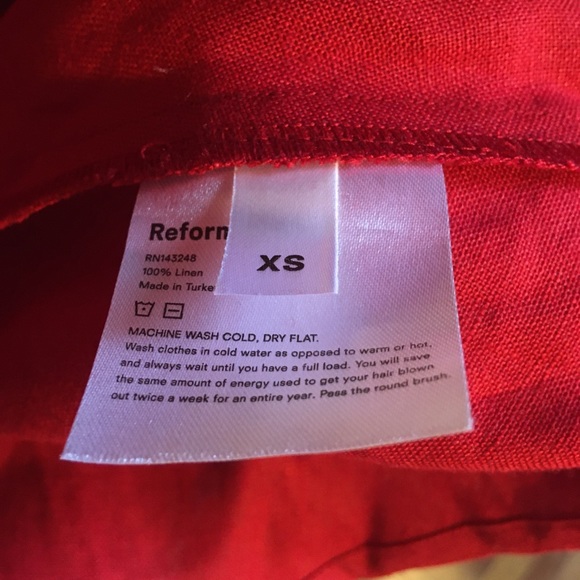 Reforn
XS
RN143248
100% Linen
Made in Turke
MACHINE WASH COLD, DRY FLAT.
Wash clothes in cold water as opposed to warm or hot,
and always wait until you have a full load. You will save
the same amount of energy used to get your hair blown
out twice a week for an entire year. Pass the round brush.